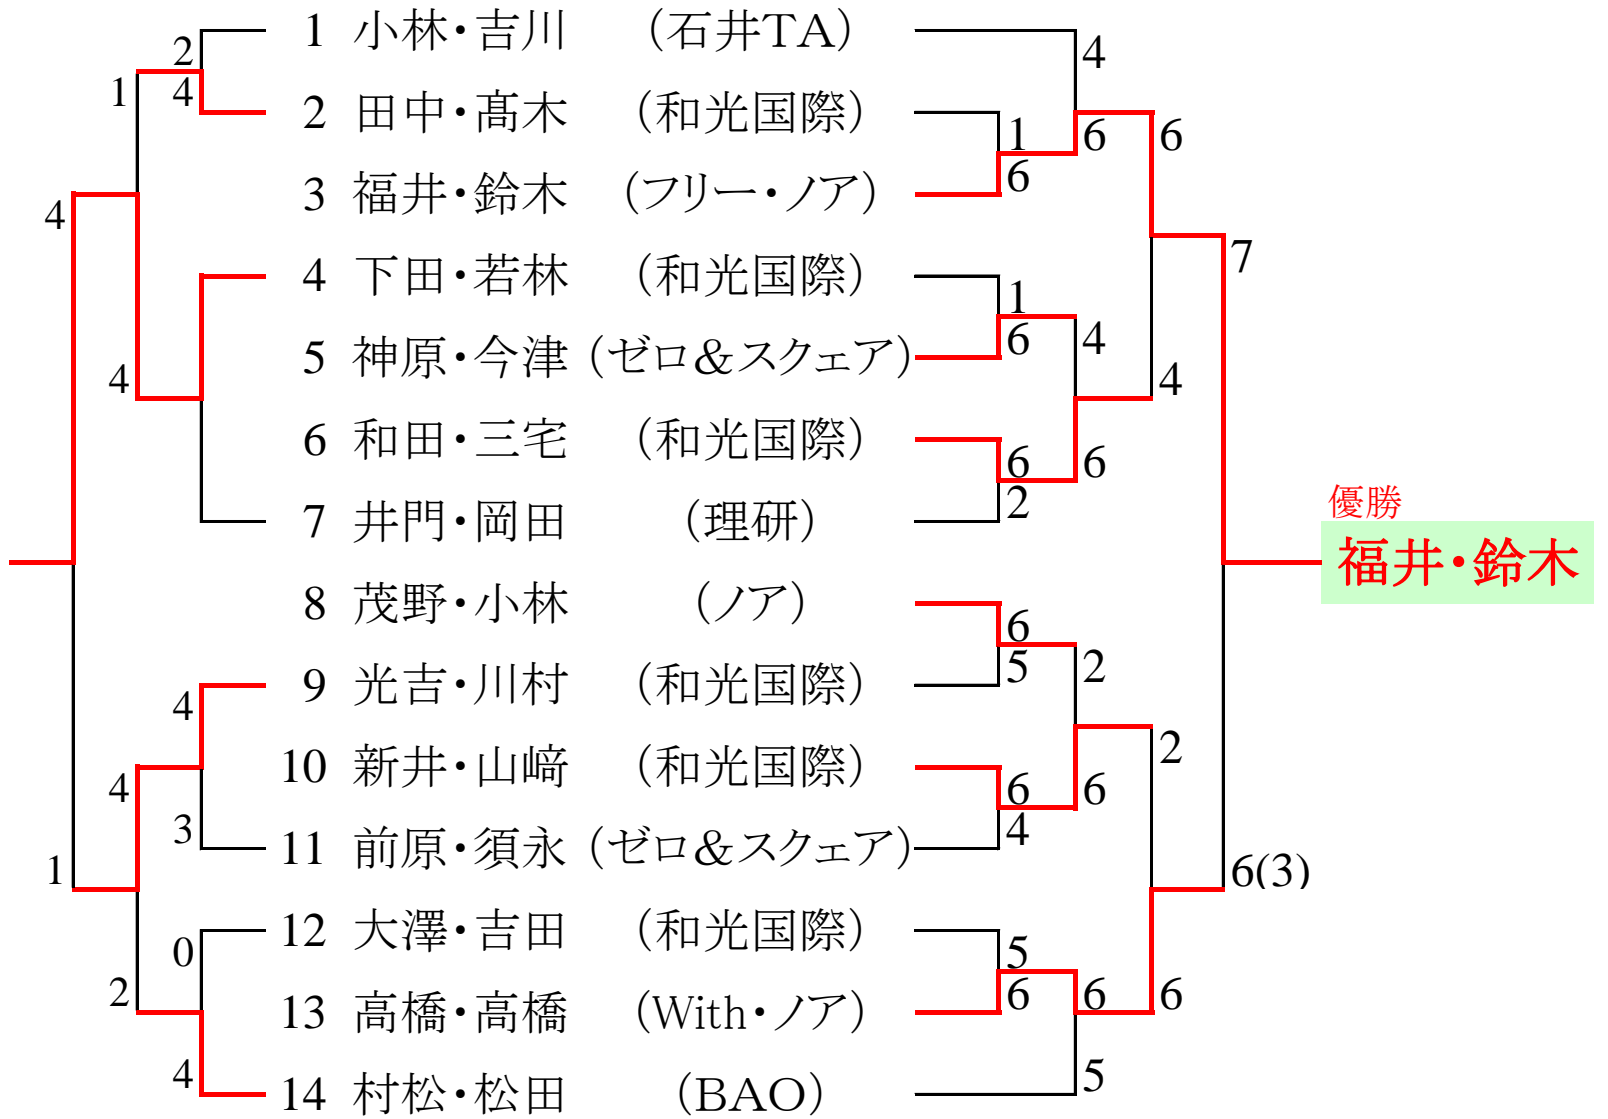 1 小林・吉川 (石井TA)
2 田中・髙木 (和光国際)
3 福井・鈴木 (フリー・ノア)
4 下田・若林 (和光国際)
5 神原・今津 (ゼロ&スクェア)
6 和田・三宅 (和光国際)
7 井門・岡田 (理研)
8 茂野・小林 (ノア)
9 光吉・川村 (和光国際)
10 新井・山﨑 (和光国際)
11 前原・須永 (ゼロ&スクェア)
12 大澤・吉田 (和光国際)
13 高橋・高橋 (With・ノア)
14 村松・松田 (BAO)
2
4
1
4
4
4
3
4
1
0
2
4
4
1
6
6
6
1
6
4
7
4
6
2
6
6
5
2
6
4
6
2
6(3)
5
6
6
6
5
優勝
福井・鈴木